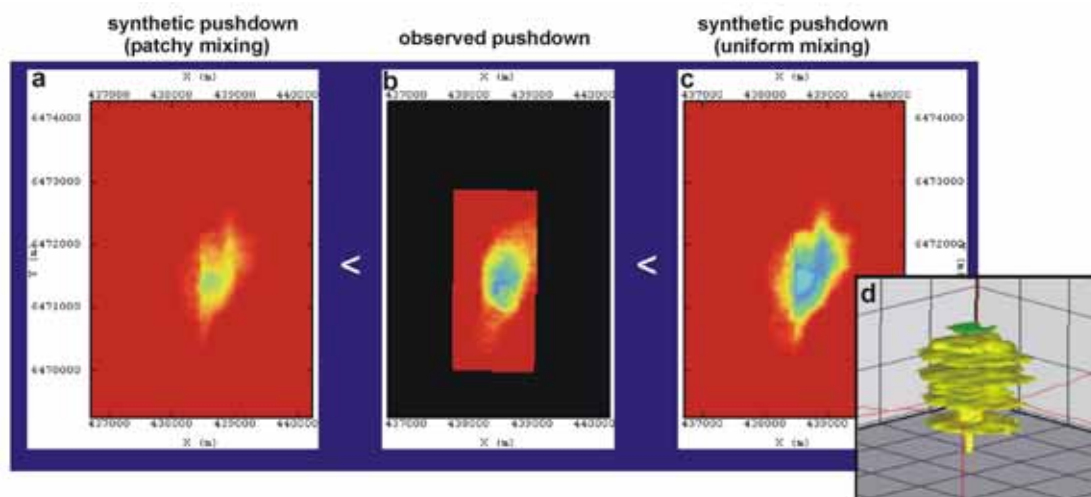 synthetic pushdown
(patchy mixing)
observed pushdown
synthetic pushdown
(uniform mixing)
a
X (m)
437000 438000 439000 440000
b
X (m)
437000 438000 439000 440000
c
X (m)
437000 438000 439000 440000
6474000
6473000
6472000
6471000
6470000
6474000
6473000
6472000
<
<
d
437000 438000 439000 440000
X (m)
437000 438000 439000 440000
X (m)
437000 438000 439000
X (m)